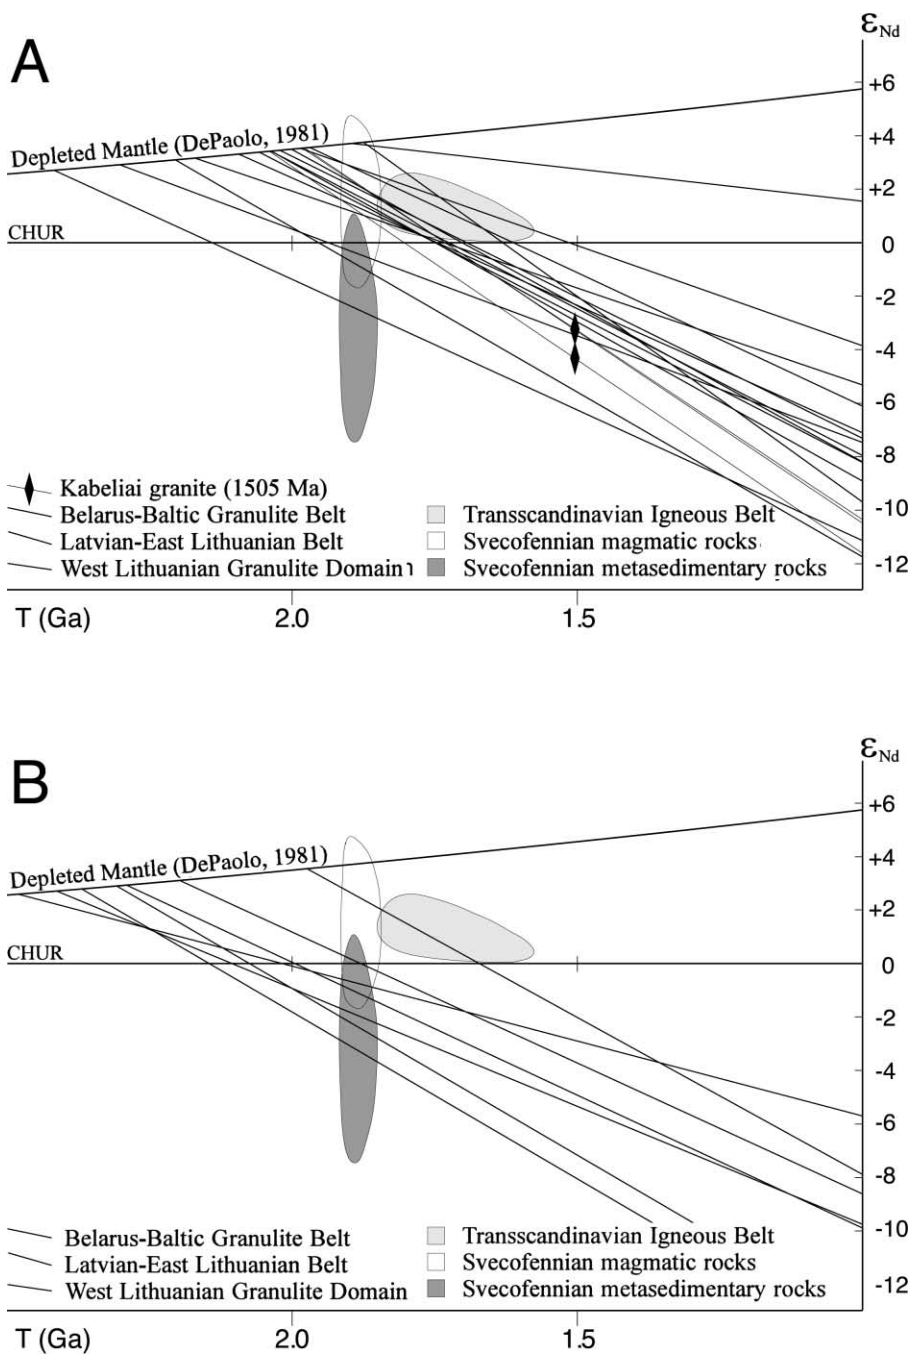 A
εNd
+6
Depleted Mantle (DePaolo, 1981)
+4
+2
CHUR
0
-2
-4
-6
-8
-10
-12
Kabeliai granite (1505 Ma)
Belarus-Baltic Granulite Belt
Latvian-East Lithuanian Belt
West Lithuanian Granulite Domain
Transscandinavian Igneous Belt
Svecofennian magmatic rocks
Svecofennian metasedimentary rocks
T (Ga)
2.0
1.5
B
εNd
+6
Depleted Mantle (DePaolo, 1981)
+4
+2
CHUR
0
-2
-4
-6
-8
-10
-12
Belarus-Baltic Granulite Belt
Latvian-East Lithuanian Belt
West Lithuanian Granulite Domain
Transscandinavian Igneous Belt
Svecofennian magmatic rocks
Svecofennian metasedimentary rocks
T (Ga)
2.0
1.5